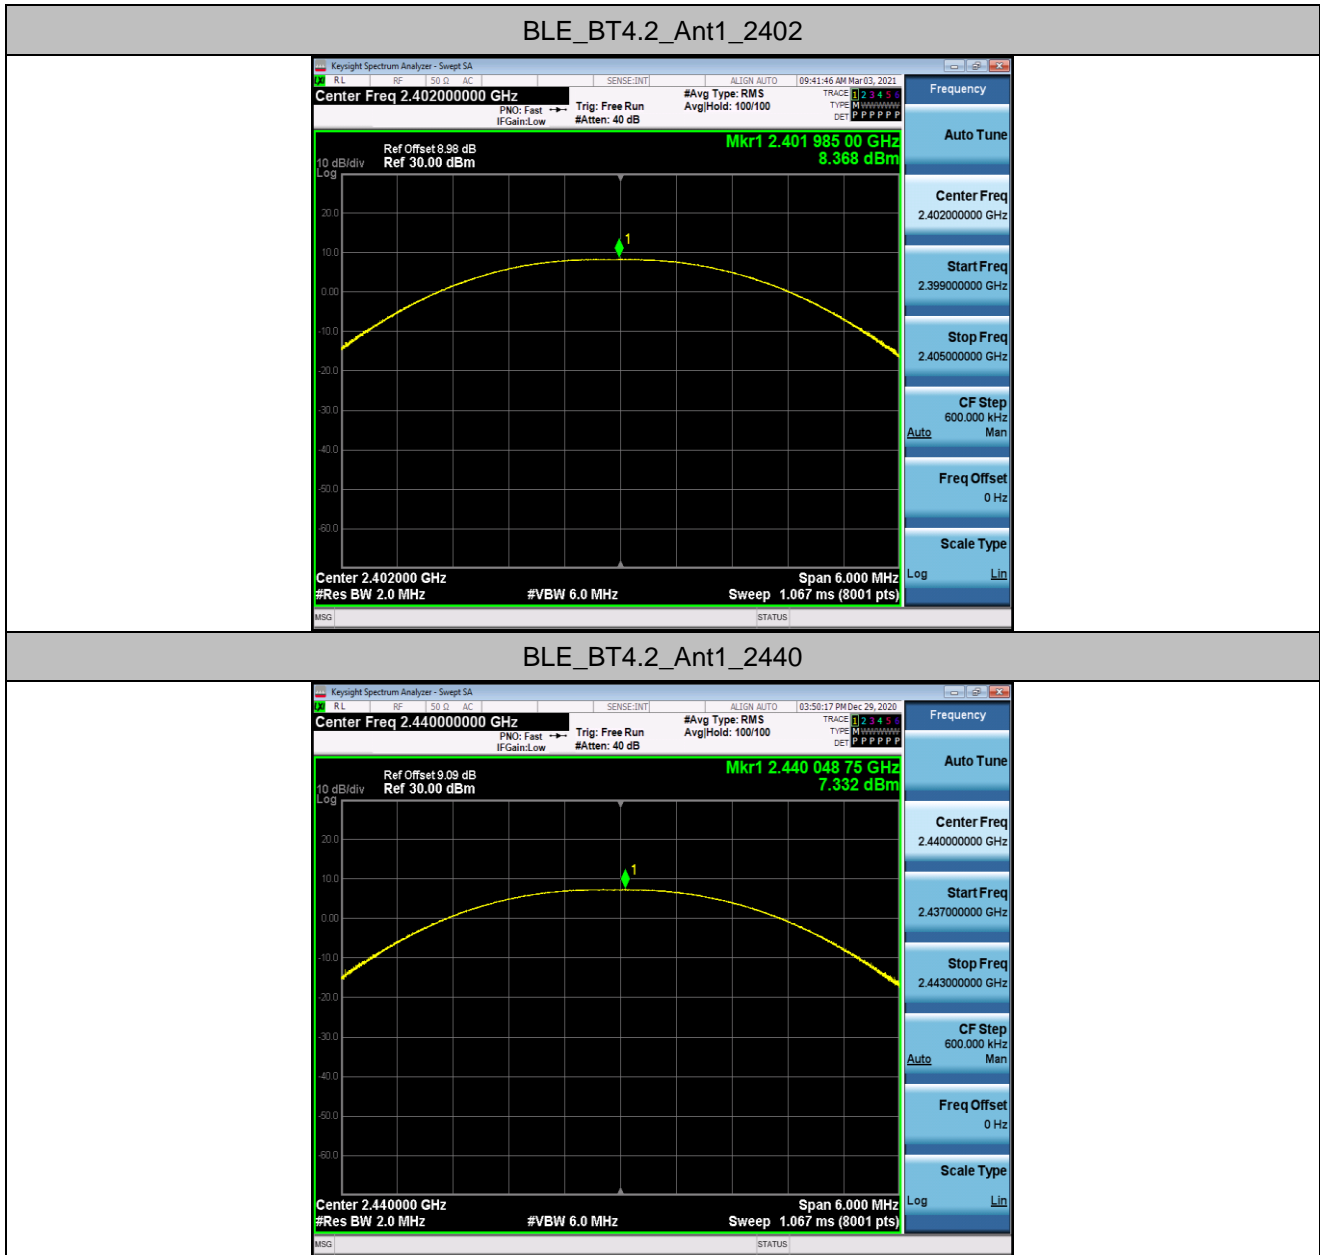 BLE_BT4.2_Ant1_2402
Keysight Spectrum Analyzer - Swept SA
RL RF 50 Ω AC SENSE:INT ALIGN AUTO 09:41:46 AM Mar 03, 2021
Center Freq 2.402000000 GHz
PNO: Fast
IFGain:Low
Trig: Free Run
#Atten: 40 dB
#Avg Type: RMS
Avg|Hold: 100/100
TRACE 1 2 3 4 5 6
TYPE M WWWWW
DET P P P P P P
Frequency
Auto Tune
Center Freq
2.402000000 GHz
Start Freq
2.399000000 GHz
Stop Freq
2.405000000 GHz
CF Step
600.000 kHz
Auto Man
Freq Offset
0 Hz
Scale Type
Log Lin
Mkr1 2.401 985 00 GHz
8.368 dBm
Ref Offset 8.98 dB
10 dB/div Ref 30.00 dBm
Log
20.0
1
10.0
0.00
-10.0
-20.0
-30.0
-40.0
-50.0
-60.0
Center 2.402000 GHz Span 6.000 MHz
#Res BW 2.0 MHz #VBW 6.0 MHz Sweep 1.067 ms (8001 pts)
MSG STATUS
BLE_BT4.2_Ant1_2440
Keysight Spectrum Analyzer - Swept SA
RL RF 50 Ω AC SENSE:INT ALIGN AUTO 03:50:17 PM Dec 29, 2020
Center Freq 2.440000000 GHz
PNO: Fast
IFGain:Low
Trig: Free Run
#Atten: 40 dB
#Avg Type: RMS
Avg|Hold: 100/100
TRACE 1 2 3 4 5 6
TYPE M WWWWW
DET P P P P P P
Frequency
Auto Tune
Center Freq
2.440000000 GHz
Start Freq
2.437000000 GHz
Stop Freq
2.443000000 GHz
CF Step
600.000 kHz
Auto Man
Freq Offset
0 Hz
Scale Type
Log Lin
Mkr1 2.440 048 75 GHz
7.332 dBm
Ref Offset 9.09 dB
10 dB/div Ref 30.00 dBm
Log
20.0
1
10.0
0.00
-10.0
-20.0
-30.0
-40.0
-50.0
-60.0
Center 2.440000 GHz Span 6.000 MHz
#Res BW 2.0 MHz #VBW 6.0 MHz Sweep 1.067 ms (8001 pts)
MSG STATUS